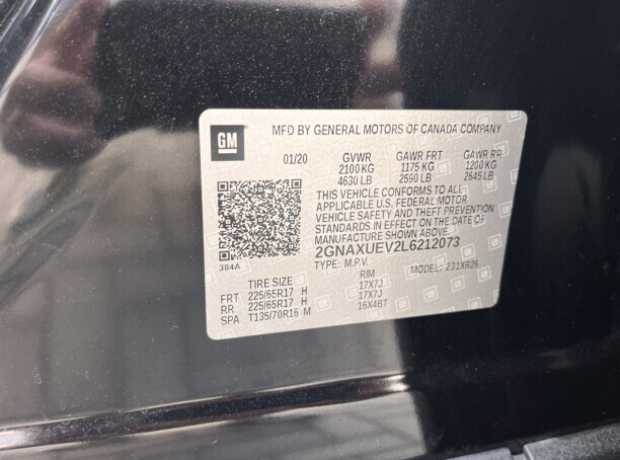 GM
MFD BY GENERAL MOTORS OF CANADA COMPANY
01/20 GVWR GAWR FRT GAWR RR
2100 KG 1175 KG 1200 KG
4630 LB 2590 LB 2645 LB
THIS VEHICLE CONFORMS TO ALL
APPLICABLE U.S. FEDERAL MOTOR
VEHICLE SAFETY AND THEFT PREVENTION
STANDARDS IN EFFECT ON THE DATE OF
MANUFACTURE SHOWN ABOVE.
2GNAXUEV2L6212073
384A TYPE: M.P.V. MODEL: 231XR26
TIRE SIZE RIM
FRT 225/65R17 H 17X7J
RR 225/65R17 H 17X7J
SPA T135/70R16 M 16X4BT